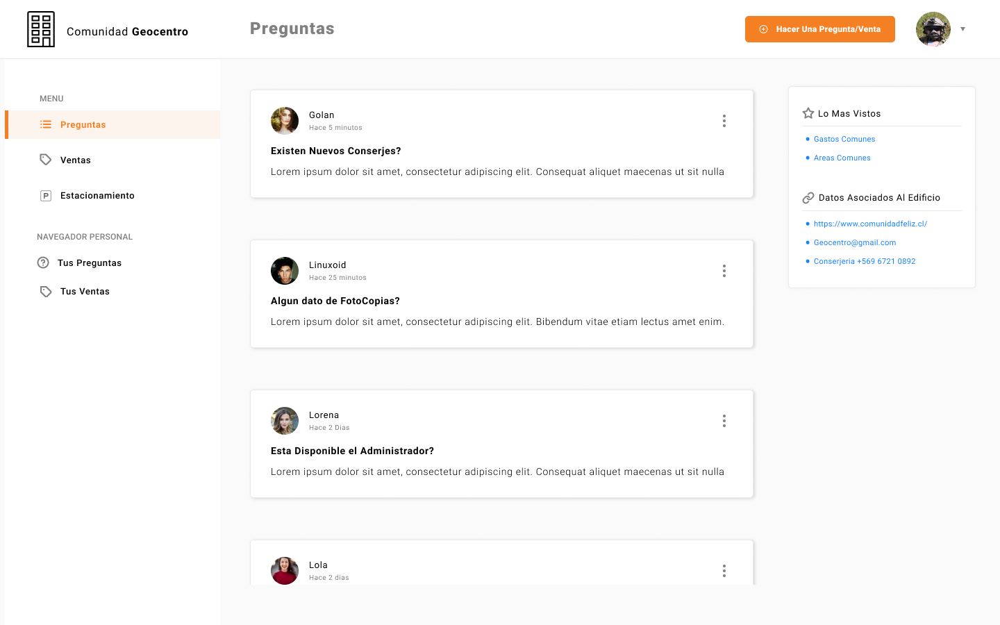 Comunidad Geocentro
Preguntas
Hacer Una Pregunta/Venta
MENU
Preguntas
Ventas
P
Estacionamiento
NAVEGADOR PERSONAL
Tus Preguntas
Tus Ventas
Golan
Hace 5 minutos
Existen Nuevos Conserjes?
Lorem ipsum dolor sit amet, consectetur adipiscing elit. Consequat aliquet maecenas ut sit nulla
Linuxoid
Hace 25 minutos
Algun dato de FotoCopias?
Lorem ipsum dolor sit amet, consectetur adipiscing elit. Bibendum vitae etiam lectus amet enim.
Lorena
Hace 2 Dias
Esta Disponible el Administrador?
Lorem ipsum dolor sit amet, consectetur adipiscing elit. Consequat aliquet maecenas ut sit nulla
Lola
Hace 2 dias
Lo Mas Vistos
Gastos Comunes
Areas Comunes
Datos Asociados Al Edificio
https://www.comunidadfeliz.cl/
Geocentro@gmail.com
Conserjeria +569 6721 0892